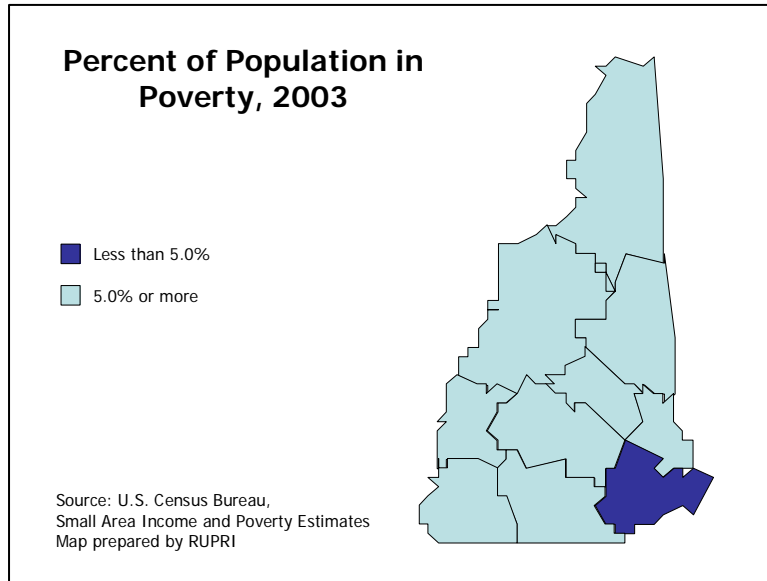 Percent of Population in
Poverty, 2003
Less than 5.0%
5.0% or more
Source: U.S. Census Bureau,
Small Area Income and Poverty Estimates
Map prepared by RUPRI